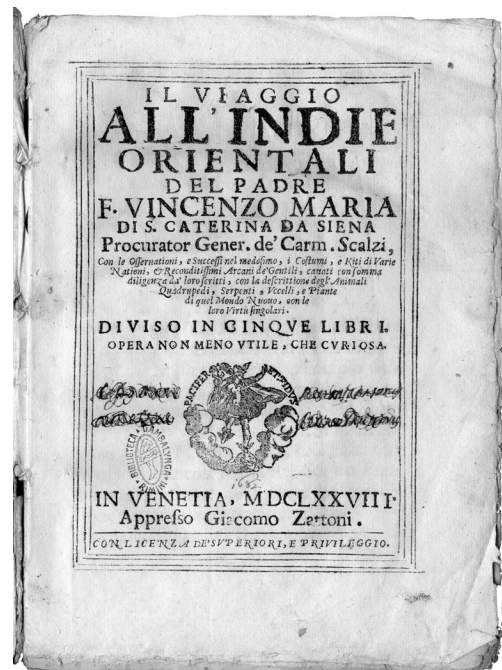 IL VIAGGIO
ALL'INDIE
ORIENTALI
DEL PADRE
F. VINCENZO MARIA
DI S. CATERINA DA SIENA
Procurator Gener. de' Carm. Scalzi,
Con le Osseruationi, e Successi nel medesimo, i Costumi, e Riti di Varie
Nationi, & Reconditissimi Arcani de' Gentili, cauati con somma
diligenza da' loro scritti, con la descrittione degl' Animali
Quadrupedi, Serpenti, Vccelli, e Piante
di quel Mondo Nuouo, con le
loro Virtù singolari.
DIVISO IN CINQVE LIBRI.
OPERA NON MENO VTILE, CHE CVRIOSA.
PACIFER
BIBLIOTECA
IN VENETIA, MDCLXXVIII.
Appresso Giacomo Zattoni.
CON LICENZA DE' SVPERIORI, E PRIVILEGGIO.